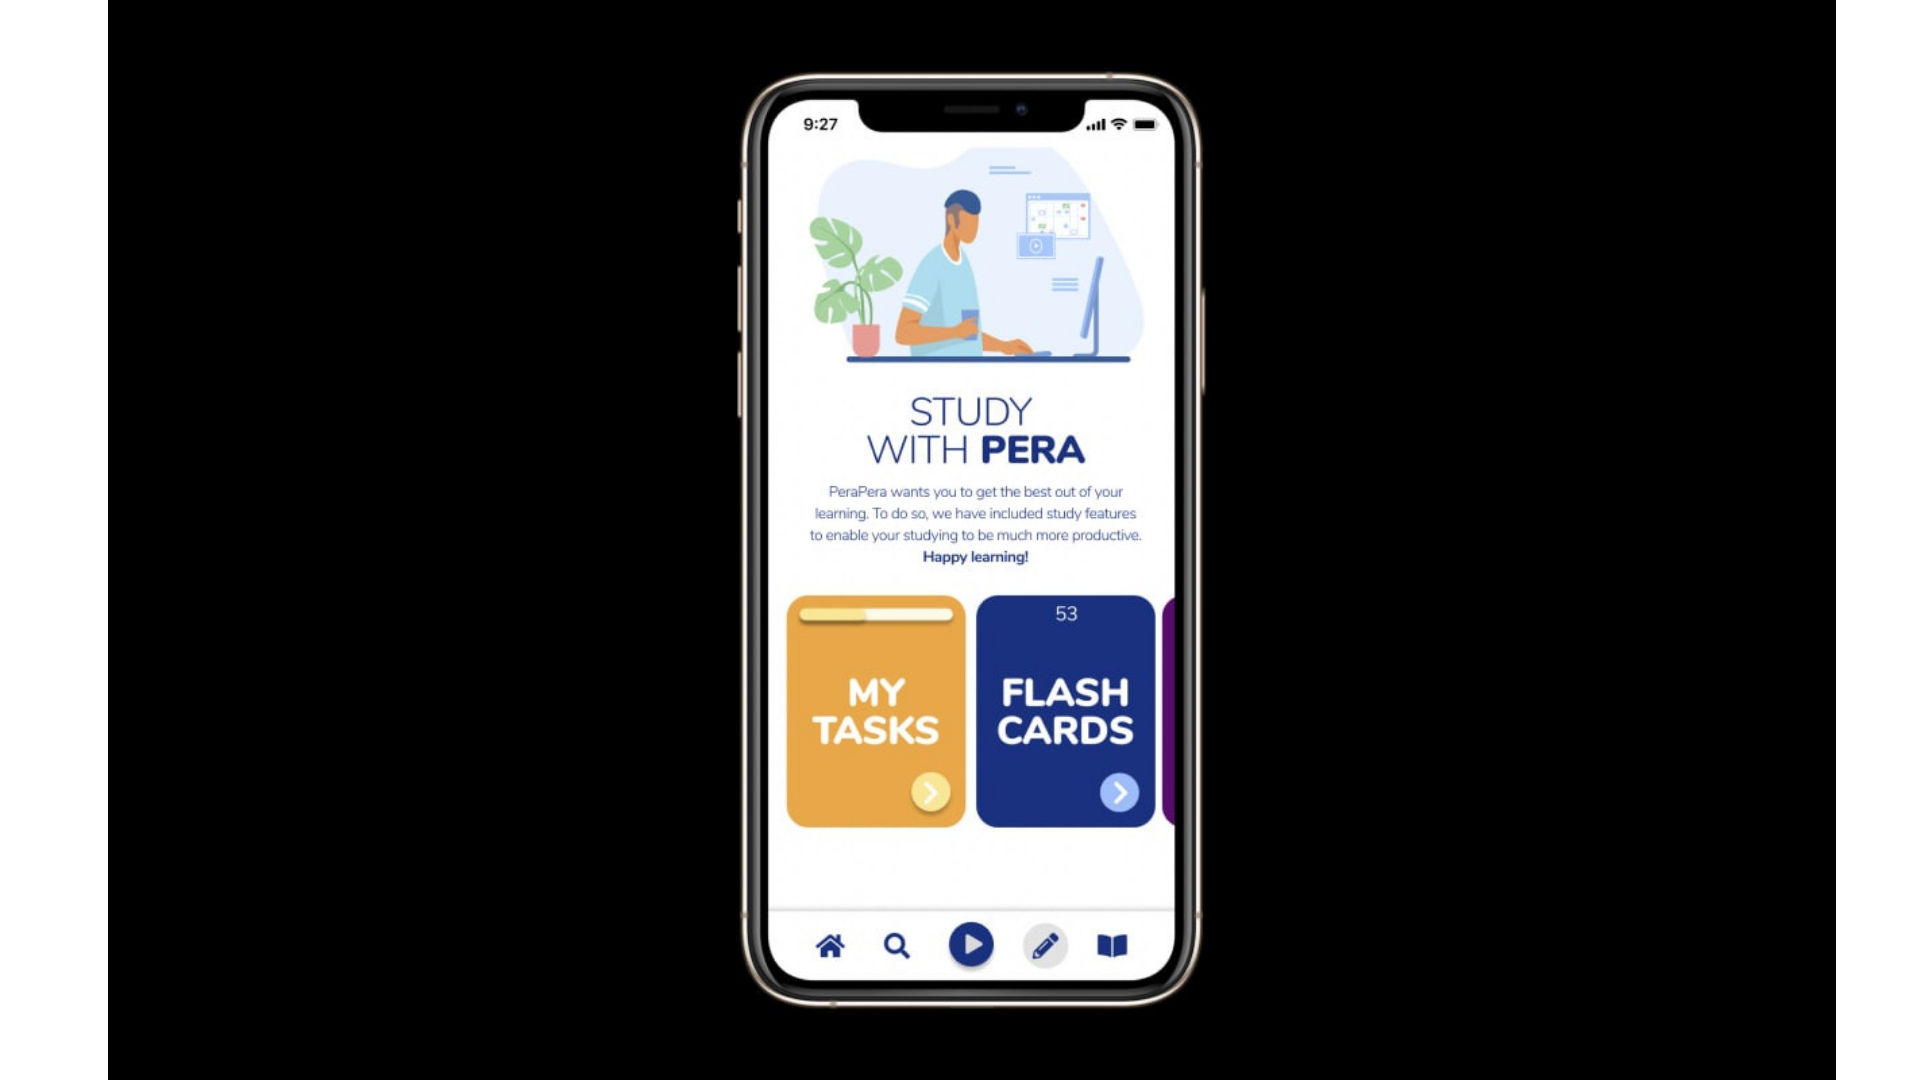 9:27
STUDY
WITH PERA
PeraPera wants you to get the best out of your
learning. To do so, we have included study features
to enable your studying to be much more productive.
Happy learning!
MY
TASKS
53
FLASH
CARDS